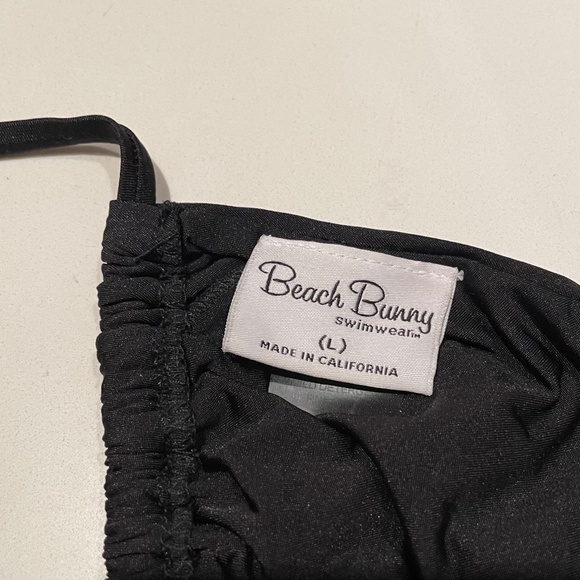 Beach Bunny
swimwear™
(L)
MADE IN CALIFORNIA